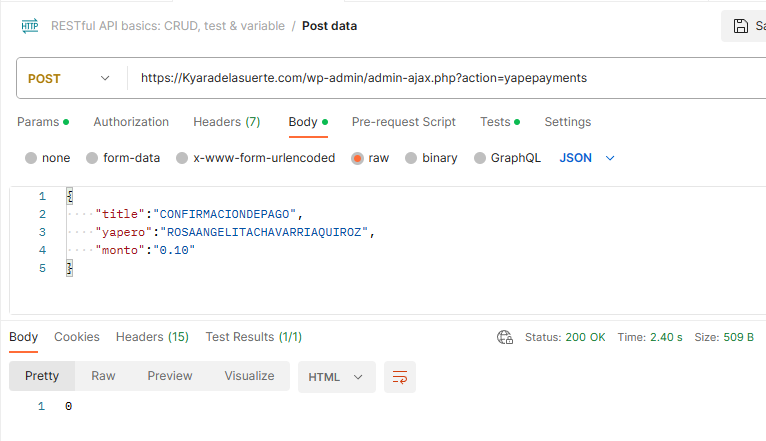 HTTP RESTful API basics: CRUD, test & variable / Post data Sa
POST https://Kyaradelasuerte.com/wp-admin/admin-ajax.php?action=yapepayments
Params Authorization Headers (7) Body Pre-request Script Tests Settings
none form-data x-www-form-urlencoded raw binary GraphQL JSON
1 {
2 "title":"CONFIRMACIONDEPAGO",
3 "yapero":"ROSAANGELITACHAVARRIAQUIROZ",
4 "monto":"0.10"
5 }
Body Cookies Headers (15) Test Results (1/1) Status: 200 OK Time: 2.40 s Size: 509 B
Pretty Raw Preview Visualize HTML
1 0